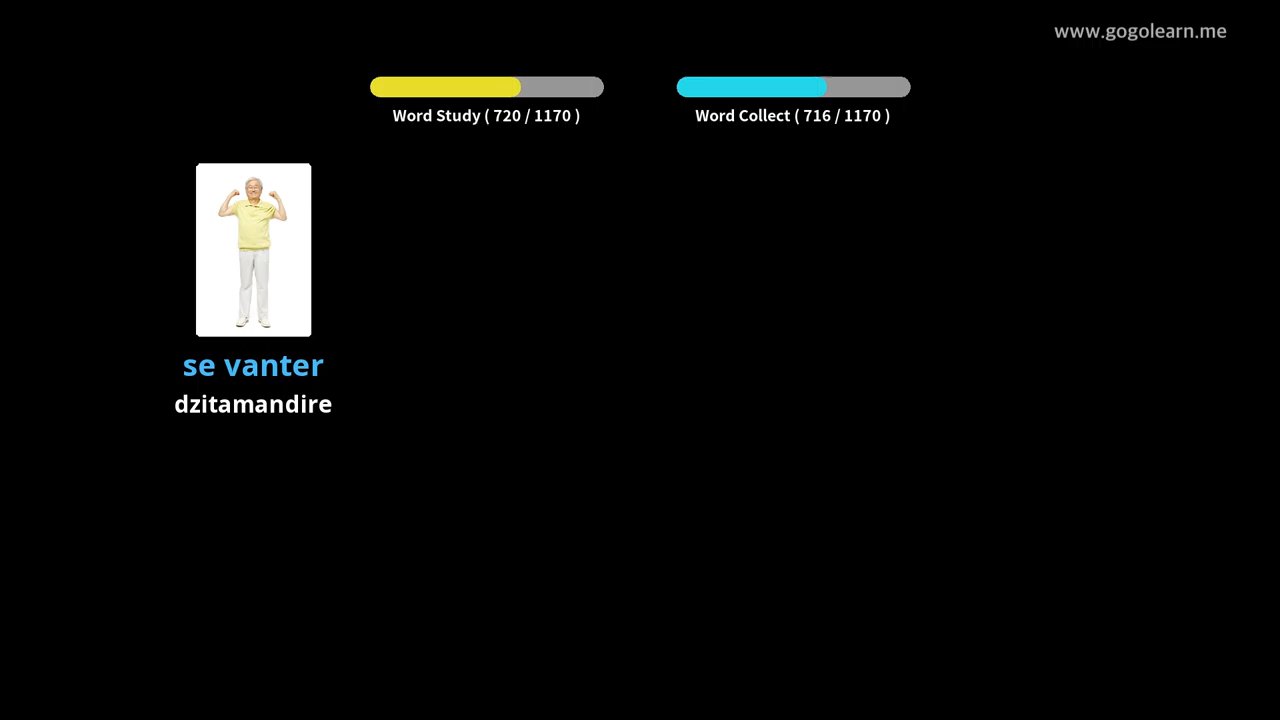 www.gogolearn.me
Word Study ( 720 / 1170 )
Word Collect ( 716 / 1170 )
se vanter
dzitamandire